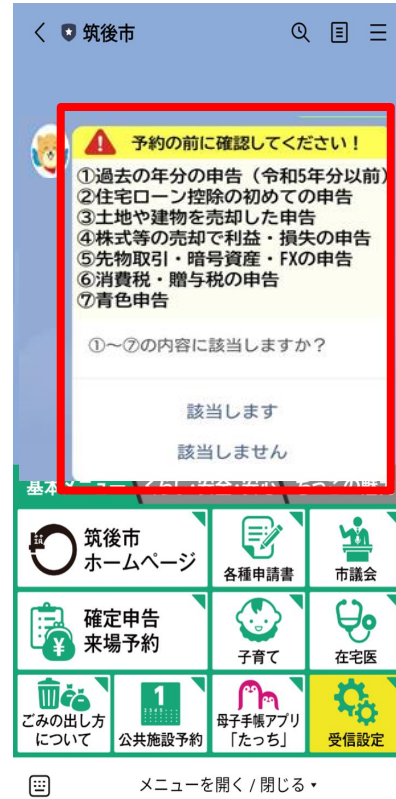 筑後市
予約の前に確認してください！
①過去の年分の申告（令和5年分以前）
②住宅ローン控除の初めての申告
③土地や建物を売却した申告
④株式等の売却で利益・損失の申告
⑤先物取引・暗号資産・FXの申告
⑥消費税・贈与税の申告
⑦青色申告
①～⑦の内容に該当しますか？
該当します
該当しません
基本メニュー
筑後市
ホームページ
各種申請書
市議会
確定申告
来場予約
子育て
在宅医
ごみの出し方
について
1
公共施設予約
母子手帳アプリ
「たっち」
受信設定
メニューを開く / 閉じる